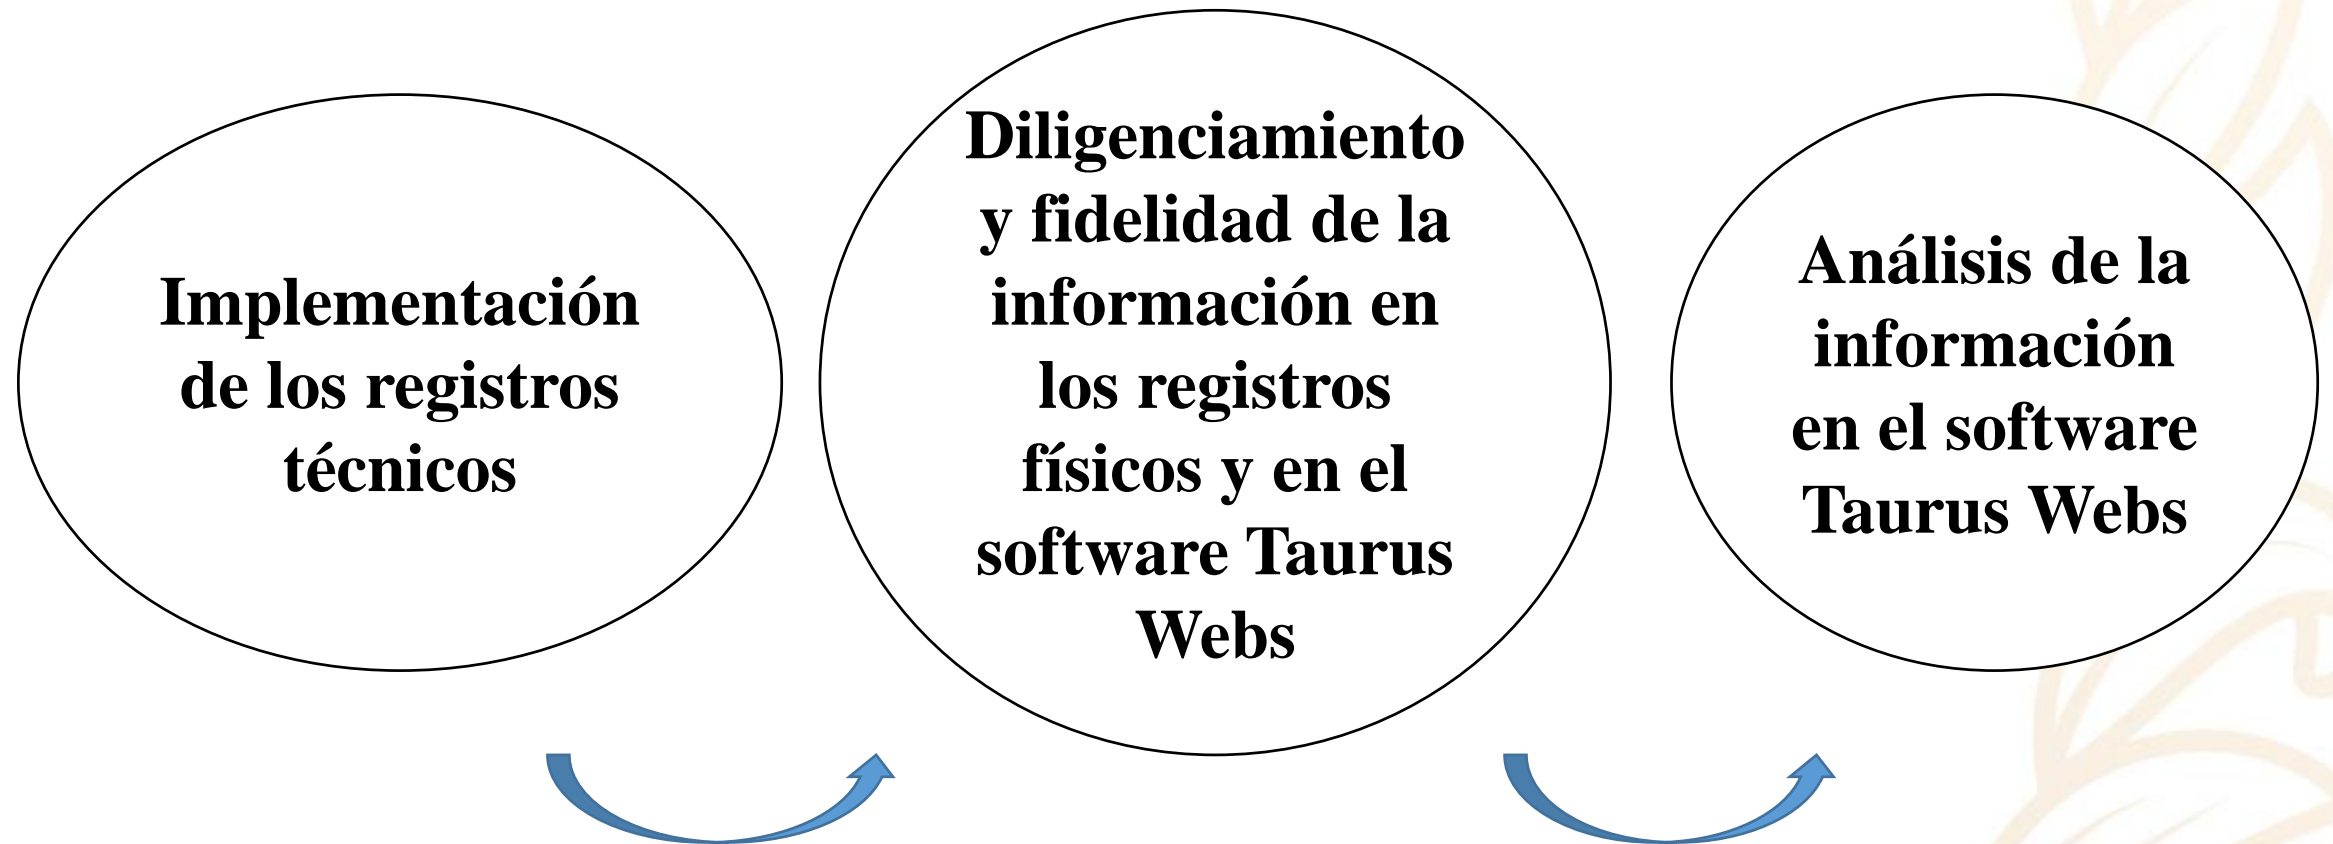 Implementación
de los registros
técnicos
Diligenciamiento
y fidelidad de la
información en
los registros
físicos y en el
software Taurus
Webs
Análisis de la
información
en el software
Taurus Webs